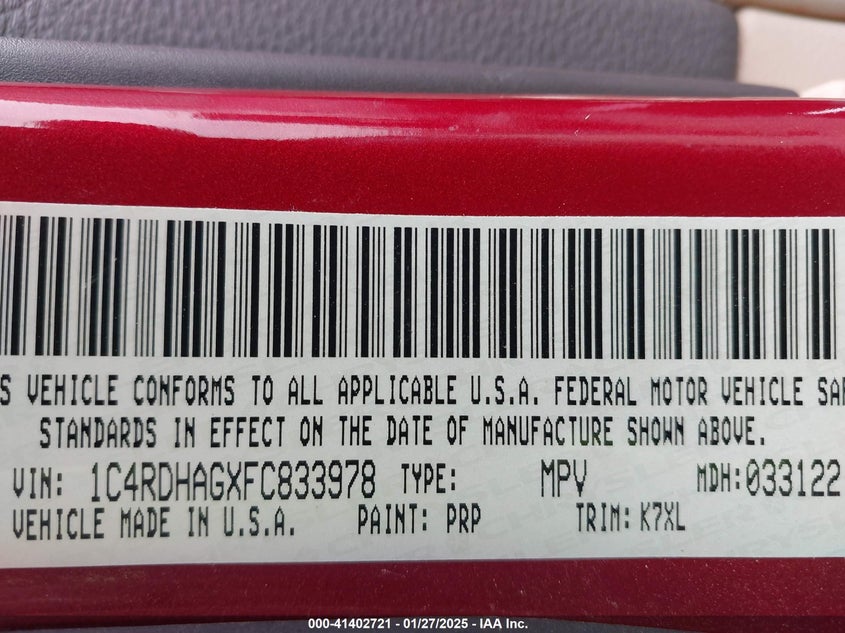 S VEHICLE CONFORMS TO ALL APPLICABLE U.S.A. FEDERAL MOTOR VEHICLE SAF
STANDARDS IN EFFECT ON THE DATE OF MANUFACTURE SHOWN ABOVE.
VIN: 1C4RDHAGXFC833978 TYPE: MPV MDH:033122
VEHICLE MADE IN U.S.A. PAINT: PRP TRIM: K7XL
000-41402721 | 01/27/2025 - IAA Inc.